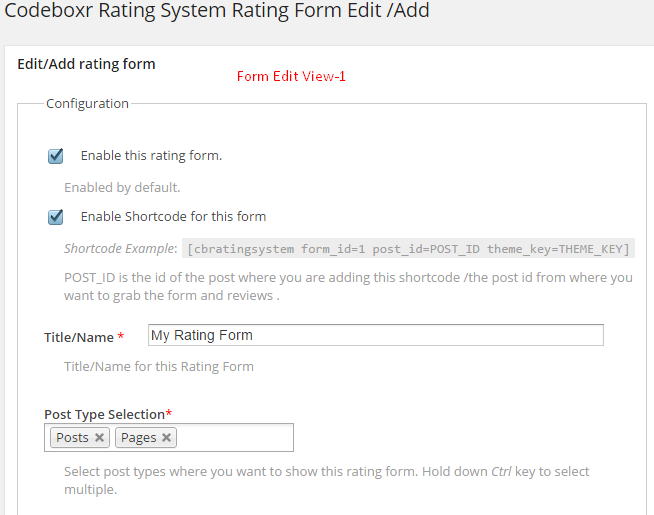 Codeboxr Rating System Rating Form Edit /Add
Edit/Add rating form
Form Edit View-1
Configuration
Enable this rating form.
Enabled by default.
Enable Shortcode for this form
Shortcode Example: [cbratingsystem form_id=1 post_id=POST_ID theme_key=THEME_KEY]
POST_ID is the id of the post where you are adding this shortcode /the post id from where you
want to grab the form and reviews .
Title/Name * My Rating Form
Title/Name for this Rating Form
Post Type Selection*
Posts × Pages ×
Select post types where you want to show this rating form. Hold down Ctrl key to select
multiple.